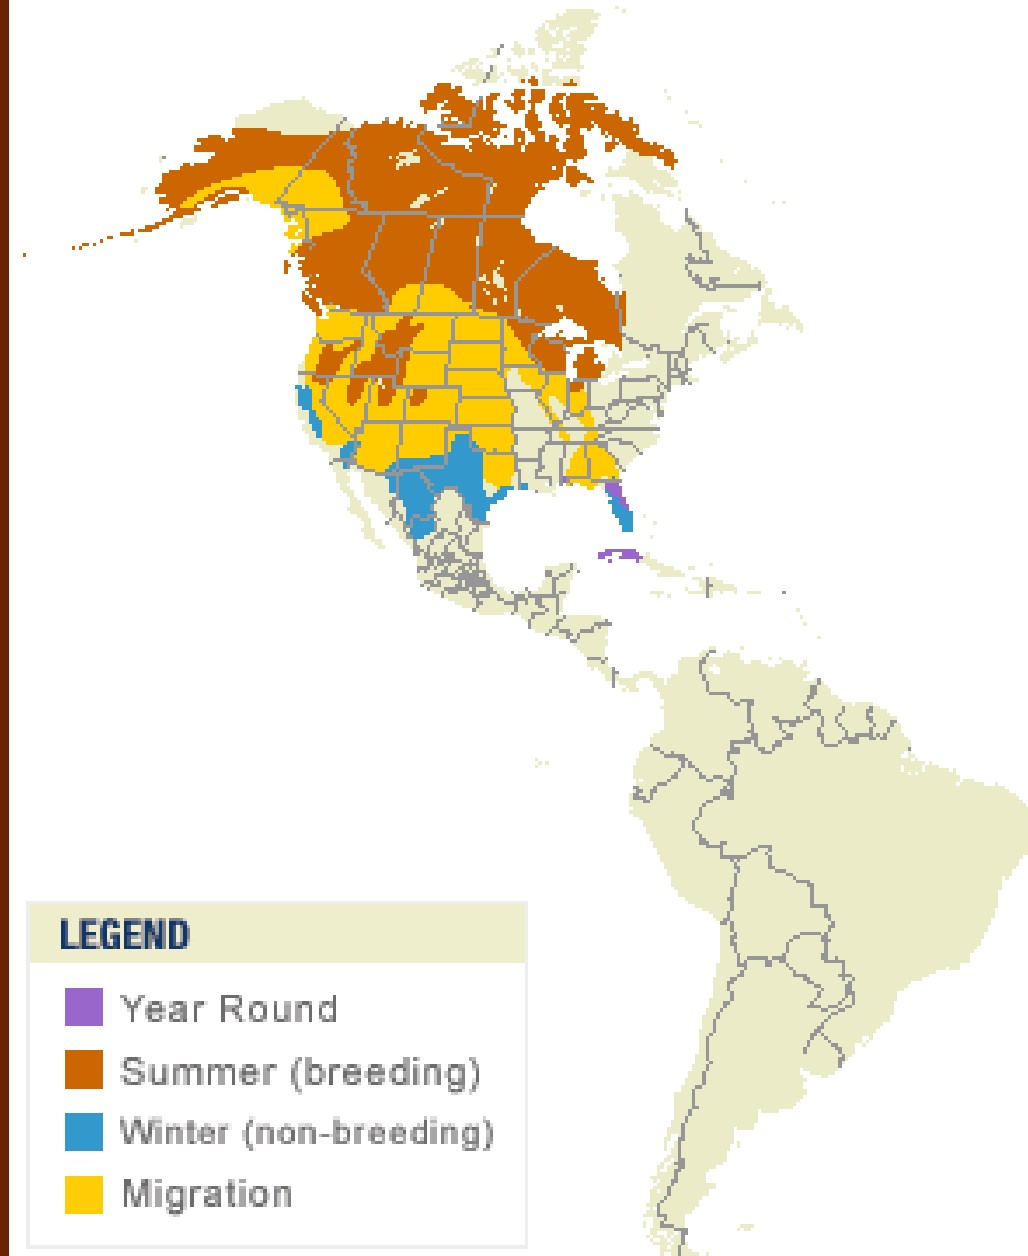 LEGEND
Year Round
Summer (breeding)
Winter (non-breeding)
Migration